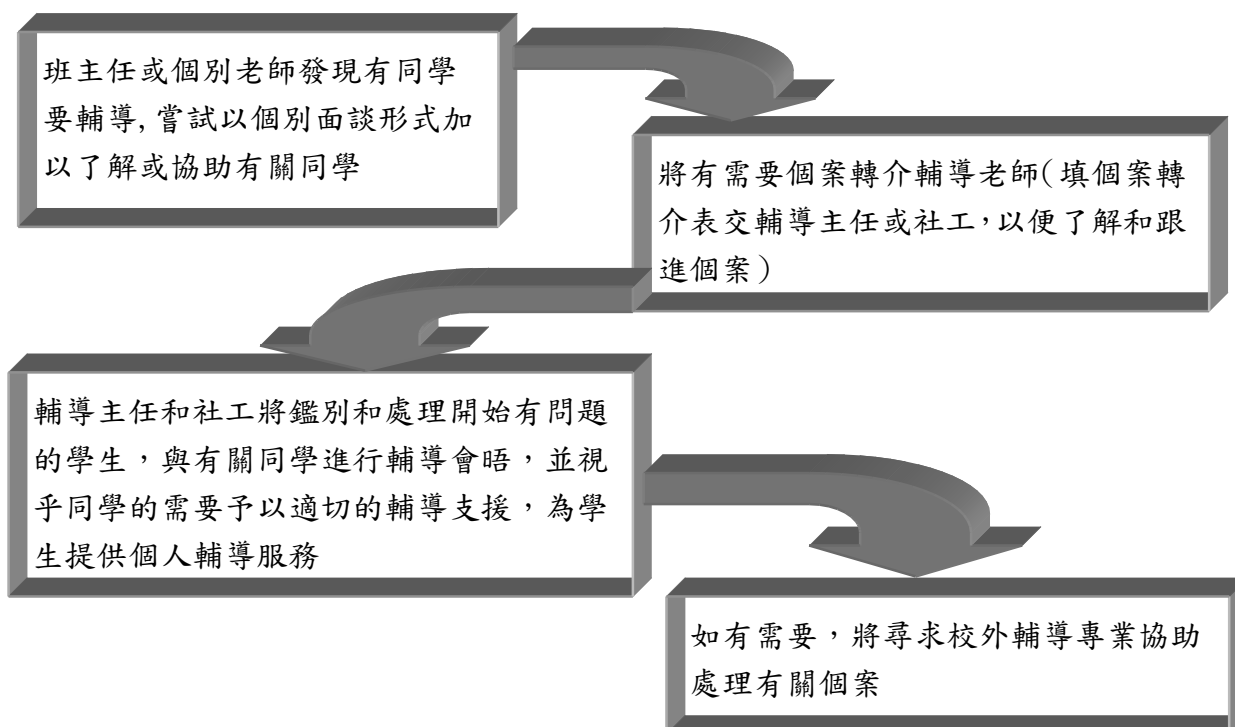 班主任或個別老師發現有同學
要輔導, 嘗試以個別面談形式加
以了解或協助有關同學
將有需要個案轉介輔導老師(填個案轉
介表交輔導主任或社工，以便了解和跟
進個案)
輔導主任和社工將鑑別和處理開始有問題
的學生，與有關同學進行輔導會晤，並視
乎同學的需要予以適切的輔導支援，為學
生提供個人輔導服務
如有需要，將尋求校外輔導專業協助
處理有關個案